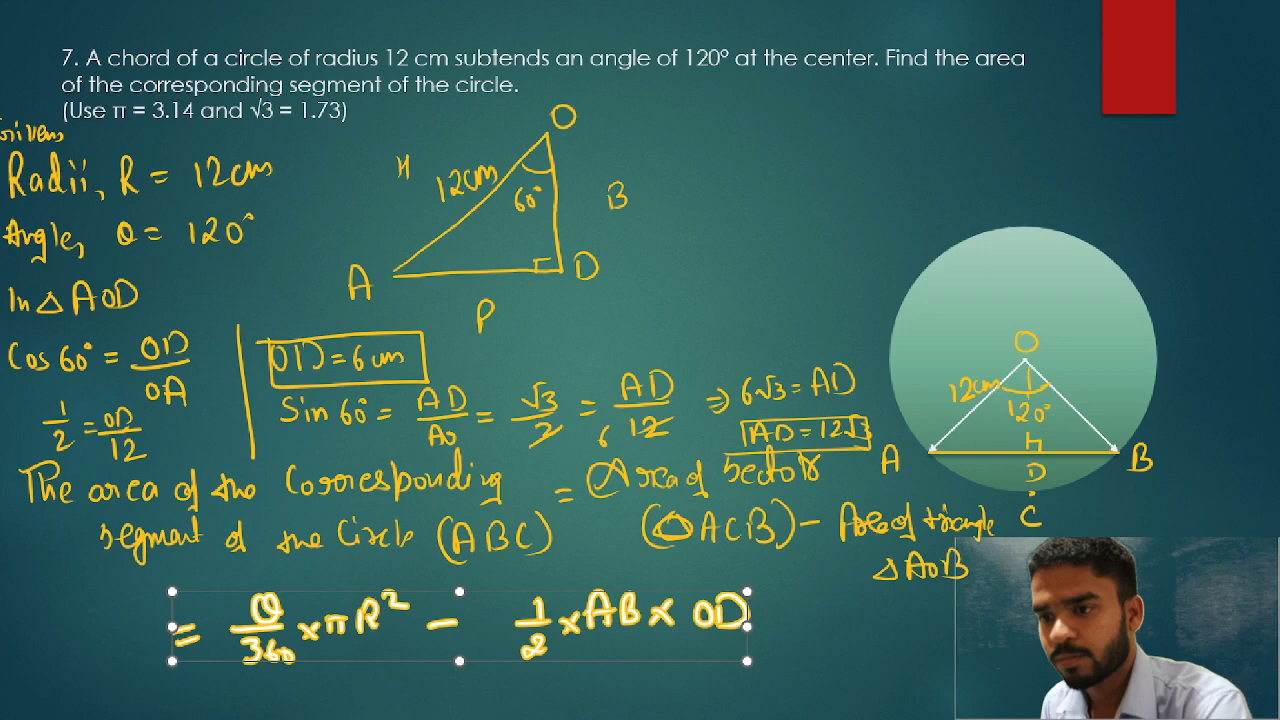 7. A chord of a circle of radius 12 cm subtends an angle of 120° at the center. Find the area
of the corresponding segment of the circle.
(Use π = 3.14 and √3 = 1.73)
Givens
Radii, R = 12cm
Angle, θ = 120°
In △ AOD
Cos 60° = OD/OA
1/2 = OD/12
O
H
12cm
60°
B
A
D
P
OD = 6cm
Sin 60° = AD/AO = √3/2 = AD/12 ⇒ 6√3 = AD
6
AD = 12√3
O
12cm
120°
A
B
D
C
The area of the Corresponding = Area of sector
segment of the Circle (ABC) (OACB) - Area of triangle
△ AOB
= θ/360 × π R² - 1/2 × AB × OD